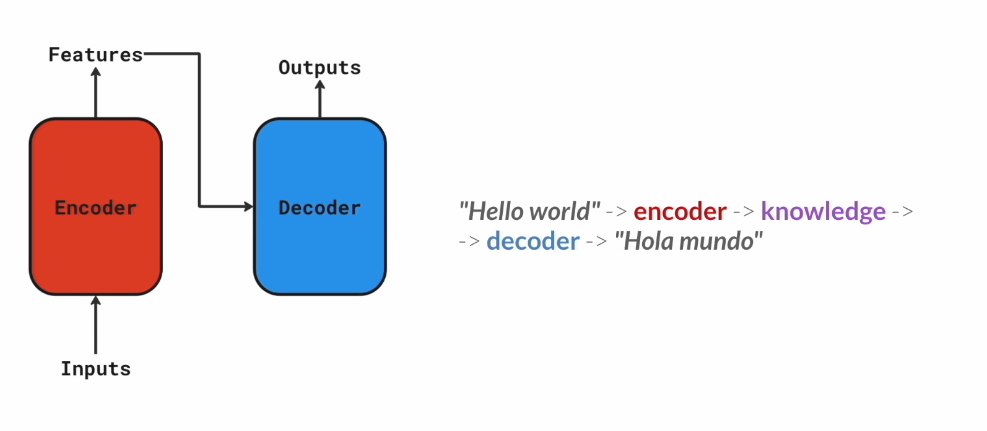 Features
Outputs
Encoder
Decoder
Inputs
"Hello world" -> encoder -> knowledge ->
-> decoder -> "Hola mundo"